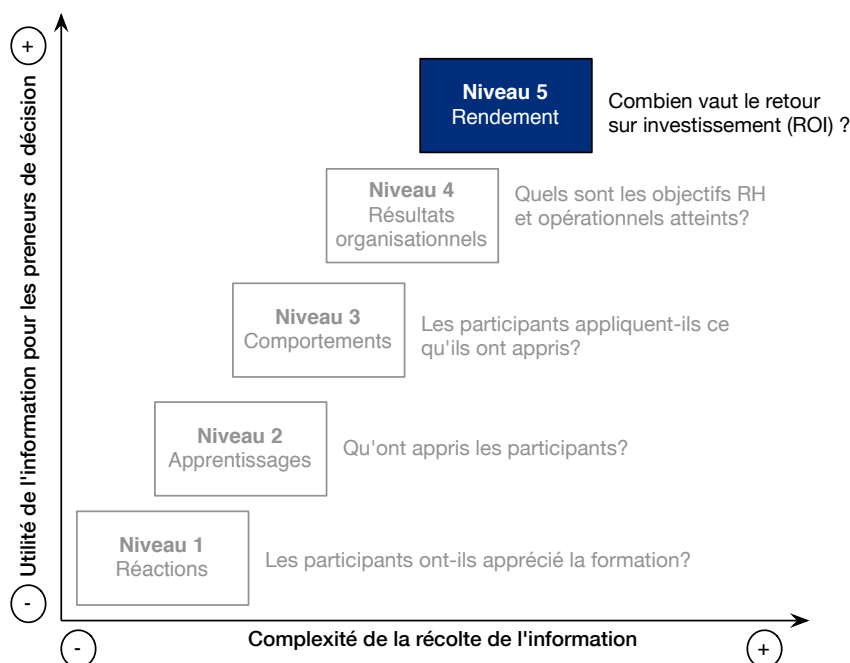 +
Utilité de l'information pour les preneurs de décision
Niveau 5
Rendement
Combien vaut le retour
sur investissement (ROI) ?
Niveau 4
Résultats
organisationnels
Quels sont les objectifs RH
et opérationnels atteints?
Niveau 3
Comportements
Les participants appliquent-ils ce
qu'ils ont appris?
Niveau 2
Apprentissages
Qu'ont appris les participants?
Niveau 1
Réactions
Les participants ont-ils apprécié la formation?
-
-
Complexité de la récolte de l'information
+